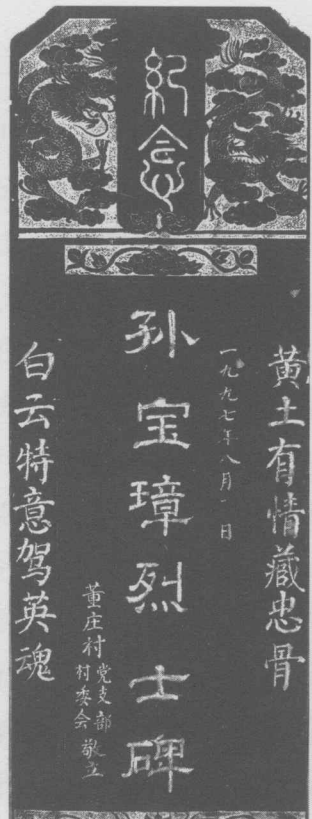 纪念
黄土有情藏忠骨
一九九七年八月一日
孙宝璋烈士碑
董庄村党支部
村委会敬立
白云特意驾英魂